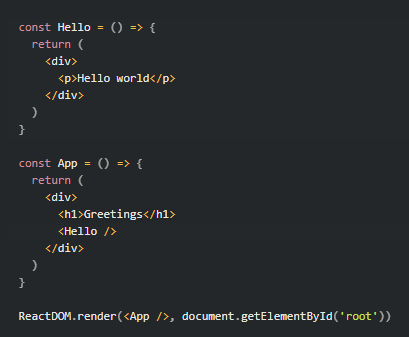 const Hello = () => {
  return (
    <div>
      <p>Hello world</p>
    </div>
  )
}

const App = () => {
  return (
    <div>
      <h1>Greetings</h1>
      <Hello />
    </div>
  )
}

ReactDOM.render(<App />, document.getElementById('root'))